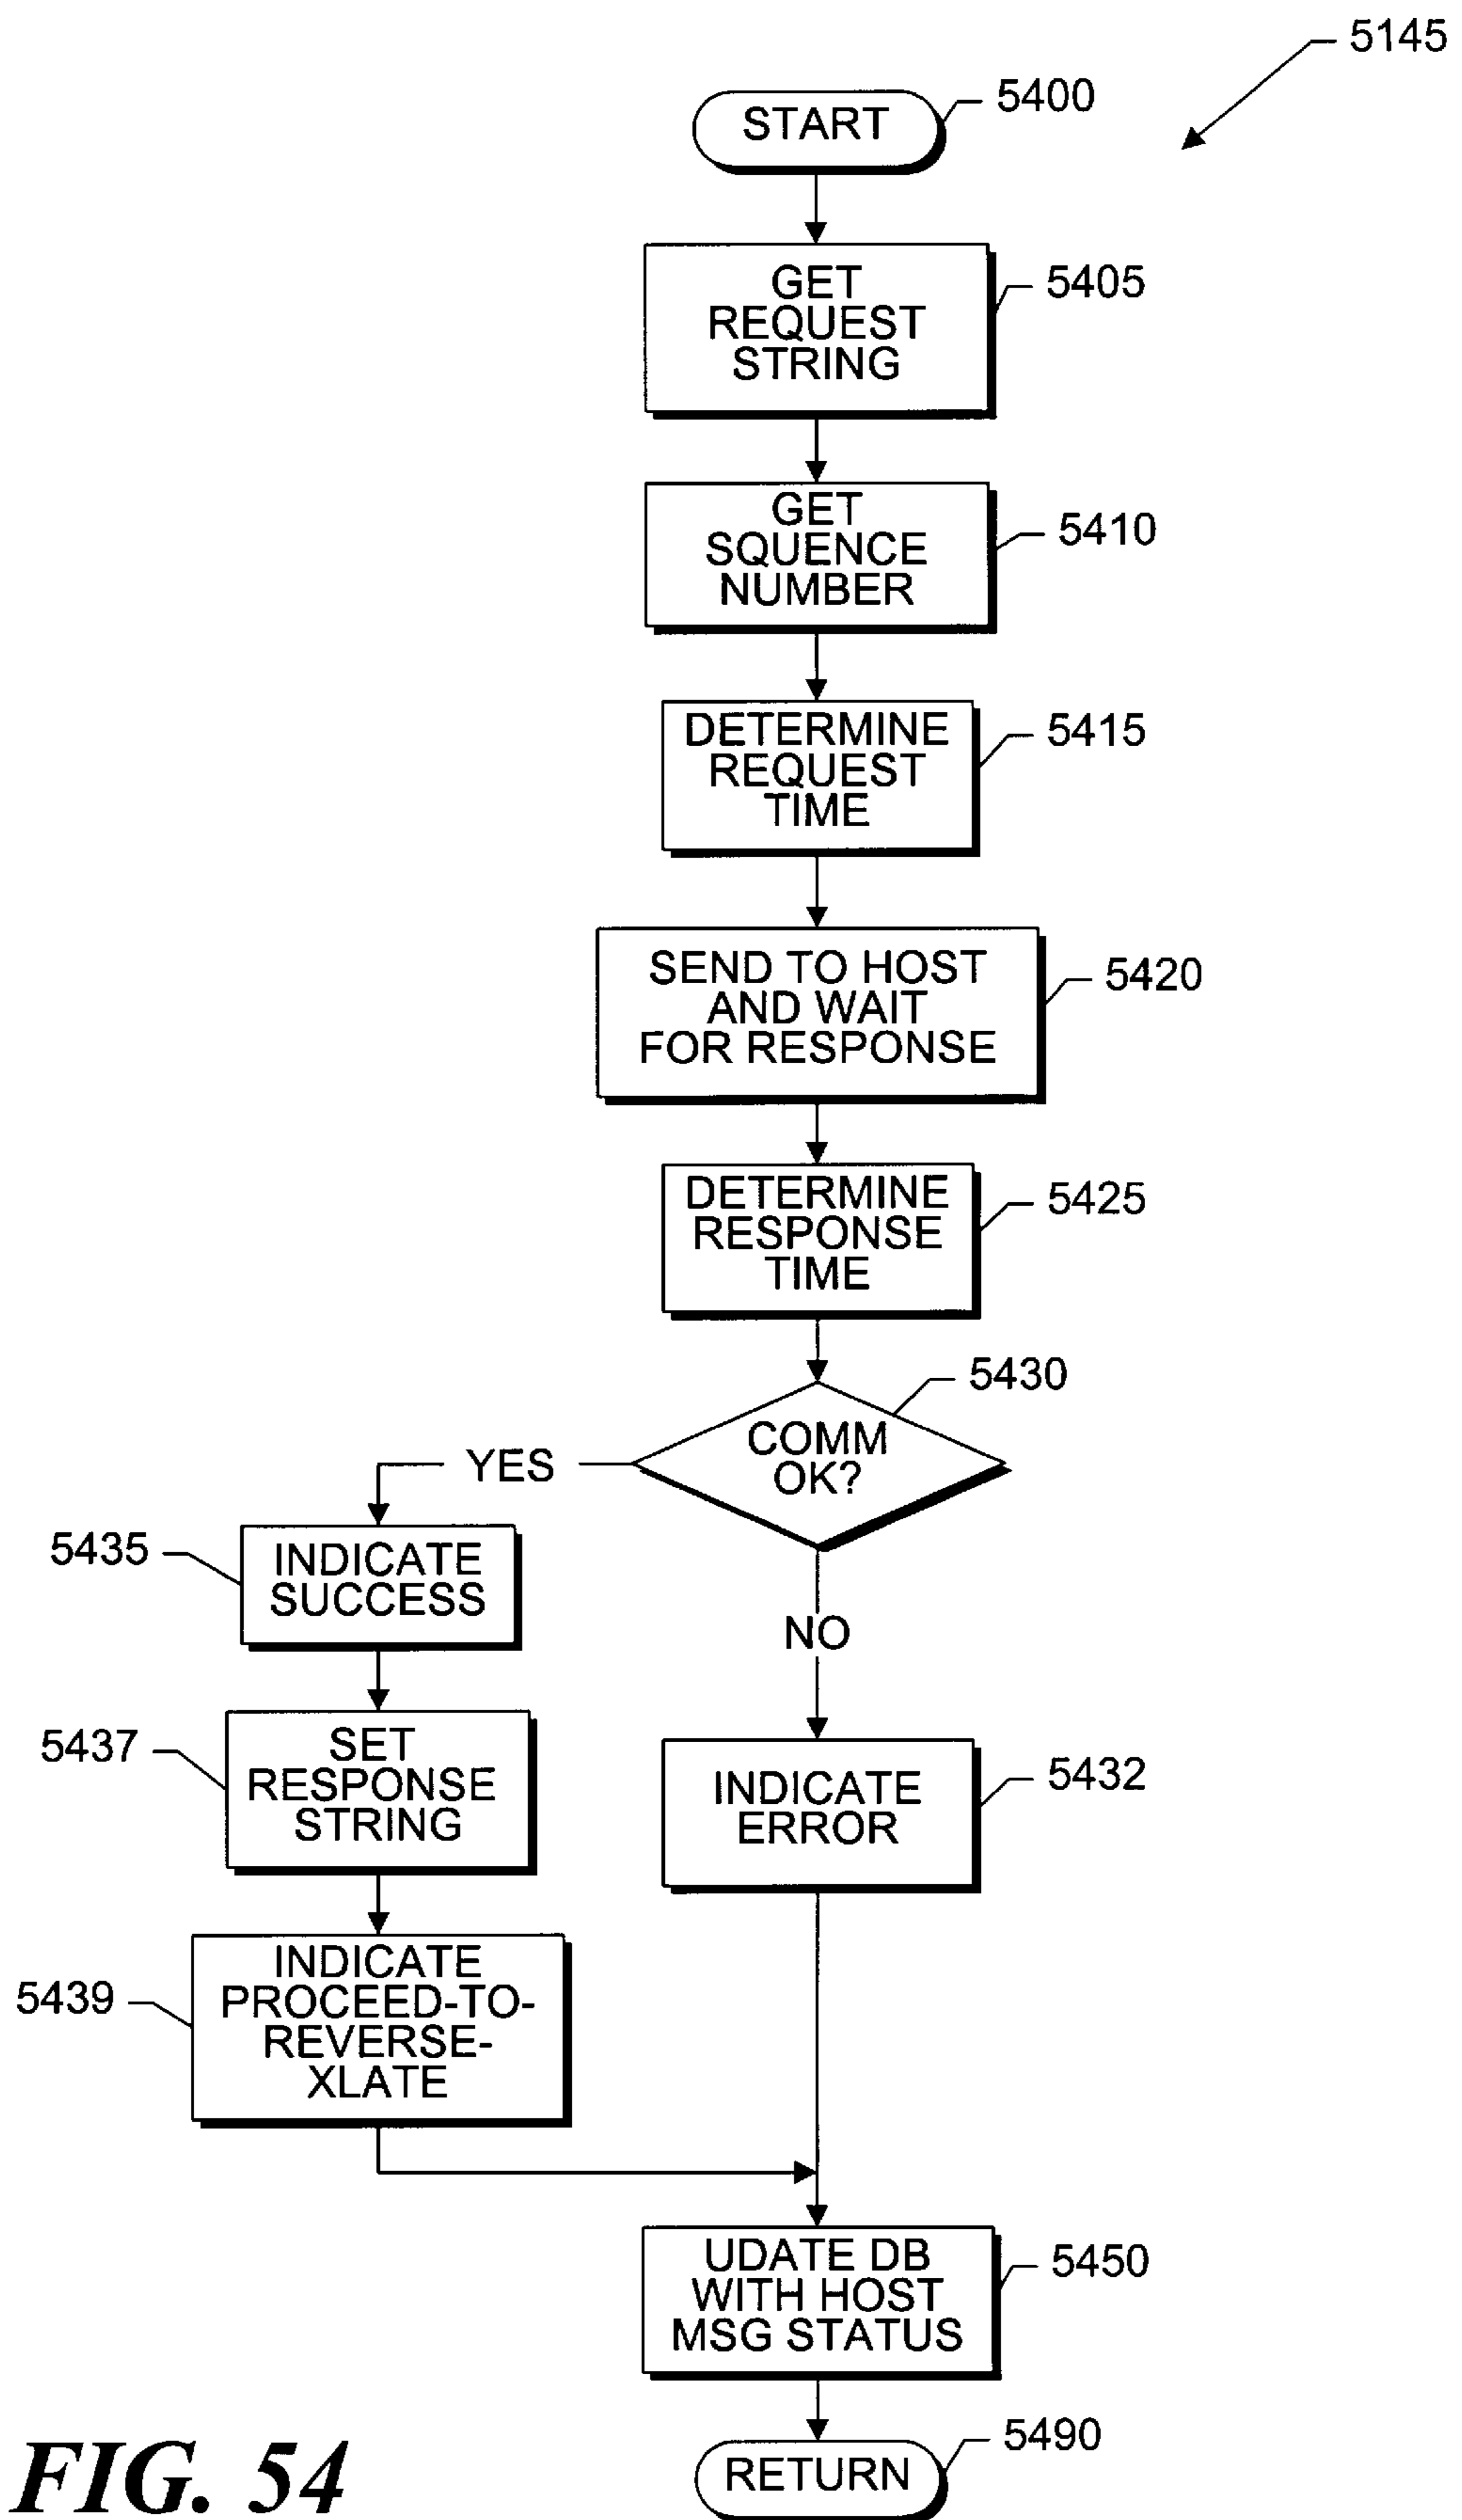 5145
START
5400
GET
REQUEST
STRING
5405
GET
SQUENCE
NUMBER
5410
DETERMINE
REQUEST
TIME
5415
SEND TO HOST
AND WAIT
FOR RESPONSE
5420
DETERMINE
RESPONSE
TIME
5425
COMM
OK?
5430
YES
NO
INDICATE
SUCCESS
5435
SET
RESPONSE
STRING
5437
INDICATE
PROCEED-TO-
REVERSE-
XLATE
5439
INDICATE
ERROR
5432
UDATE DB
WITH HOST
MSG STATUS
5450
RETURN
5490
FIG. 54